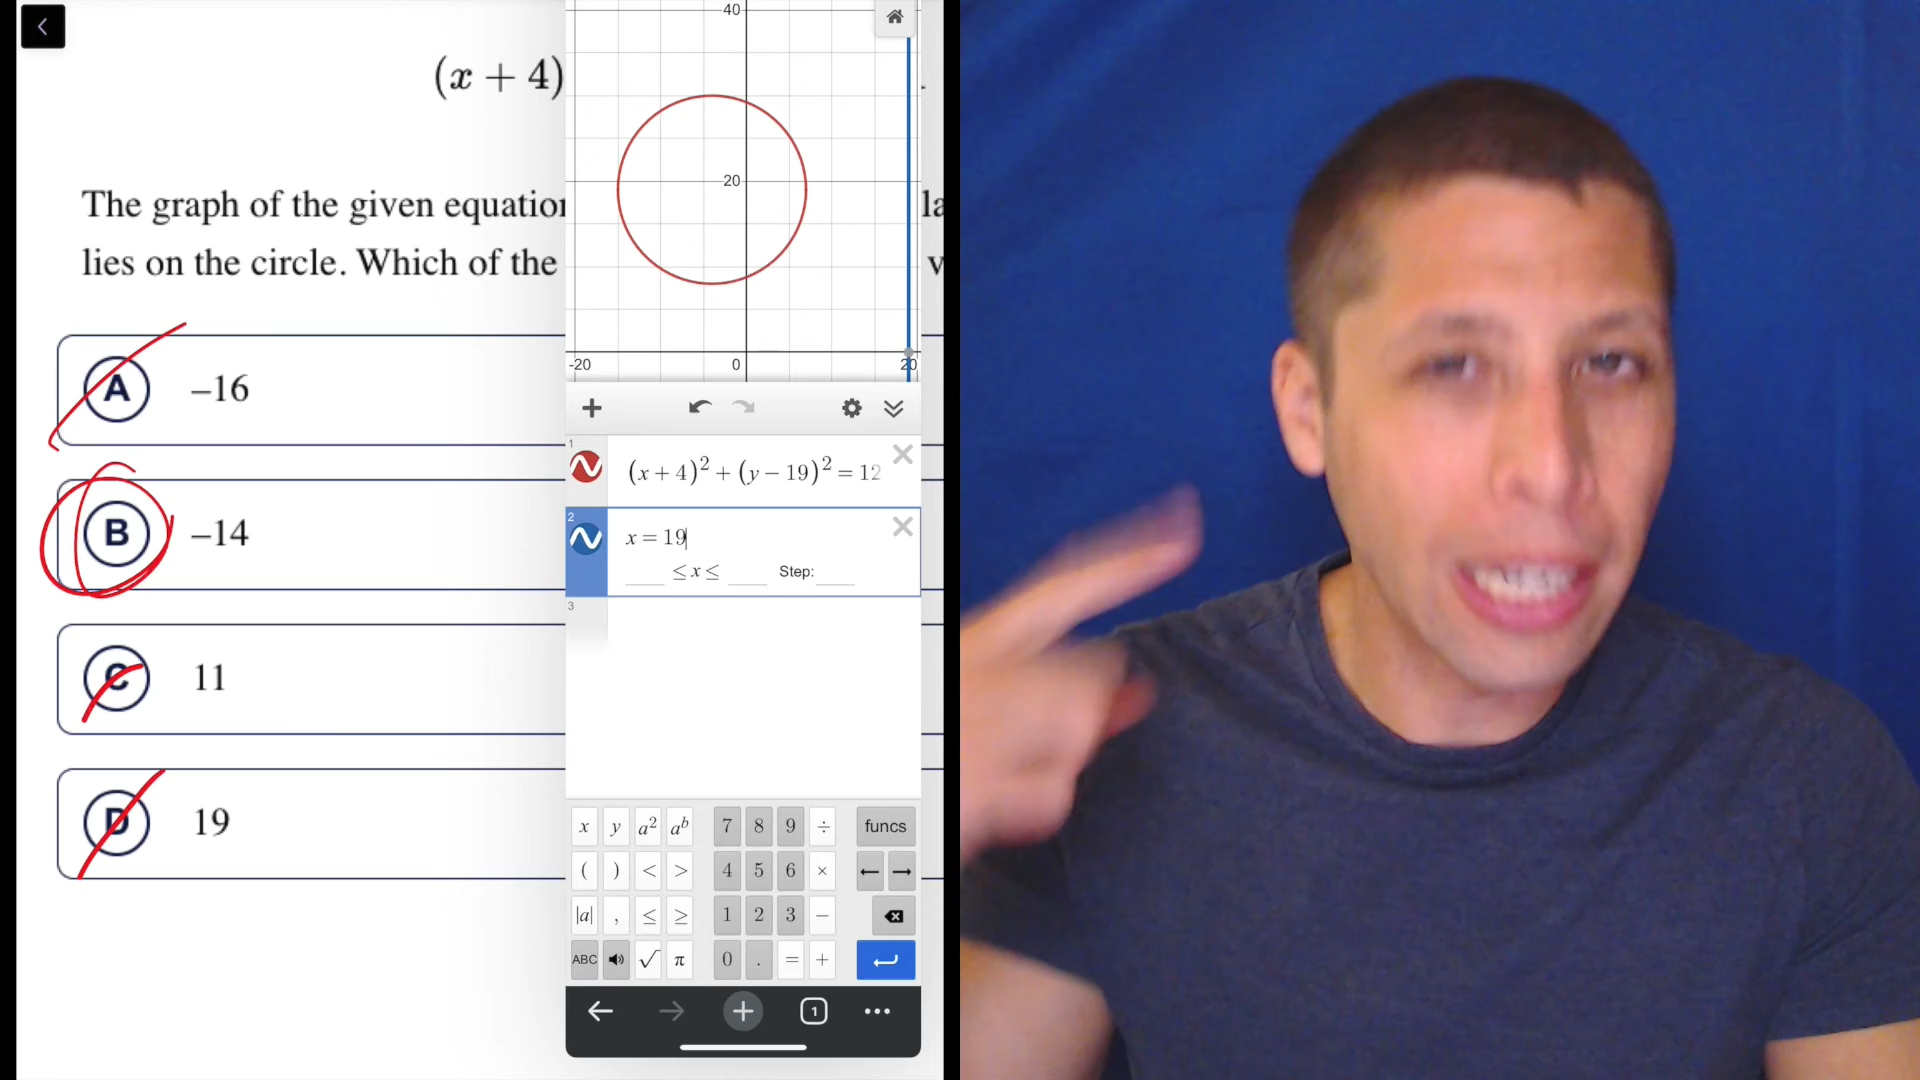 (x + 4)
The graph of the given equation
la
lies on the circle. Which of the
v
A −16
B −14
C 11
D 19
40
20
-20
0
20
1
(x + 4)² + (y − 19)² = 12
2
x = 19
≤ x ≤ Step:
3
x y a² aᵇ 7 8 9 ÷ funcs
( ) < > 4 5 6 × ← →
|a| , ≤ ≥ 1 2 3 −
ABC √ π 0 . = +
1